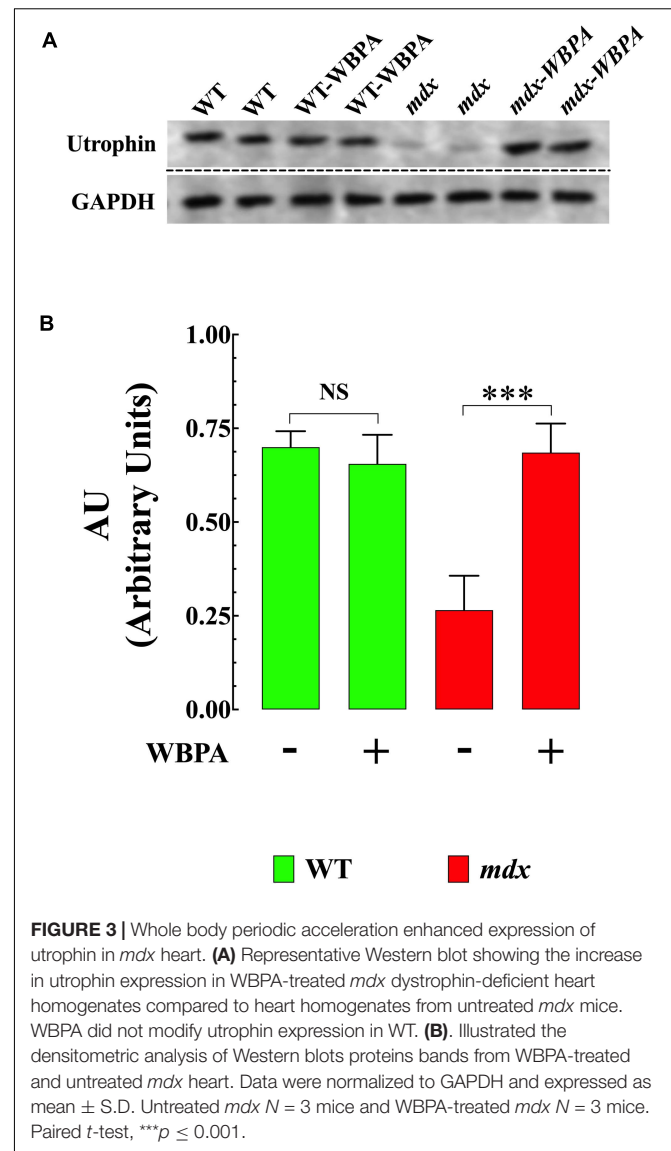 A
WT WT WT-WBPA WT-WBPA mdx mdx mdx-WBPA mdx-WBPA
Utrophin
GAPDH
B
1.00
NS
***
0.75
AU
(Arbitrary Units)
0.50
0.25
0.00
WBPA - + - +
WT mdx
FIGURE 3 | Whole body periodic acceleration enhanced expression of
utrophin in mdx heart. (A) Representative Western blot showing the increase
in utrophin expression in WBPA-treated mdx dystrophin-deficient heart
homogenates compared to heart homogenates from untreated mdx mice.
WBPA did not modify utrophin expression in WT. (B). Illustrated the
densitometric analysis of Western blots proteins bands from WBPA-treated
and untreated mdx heart. Data were normalized to GAPDH and expressed as
mean ± S.D. Untreated mdx N = 3 mice and WBPA-treated mdx N = 3 mice.
Paired t-test, ***p ≤ 0.001.